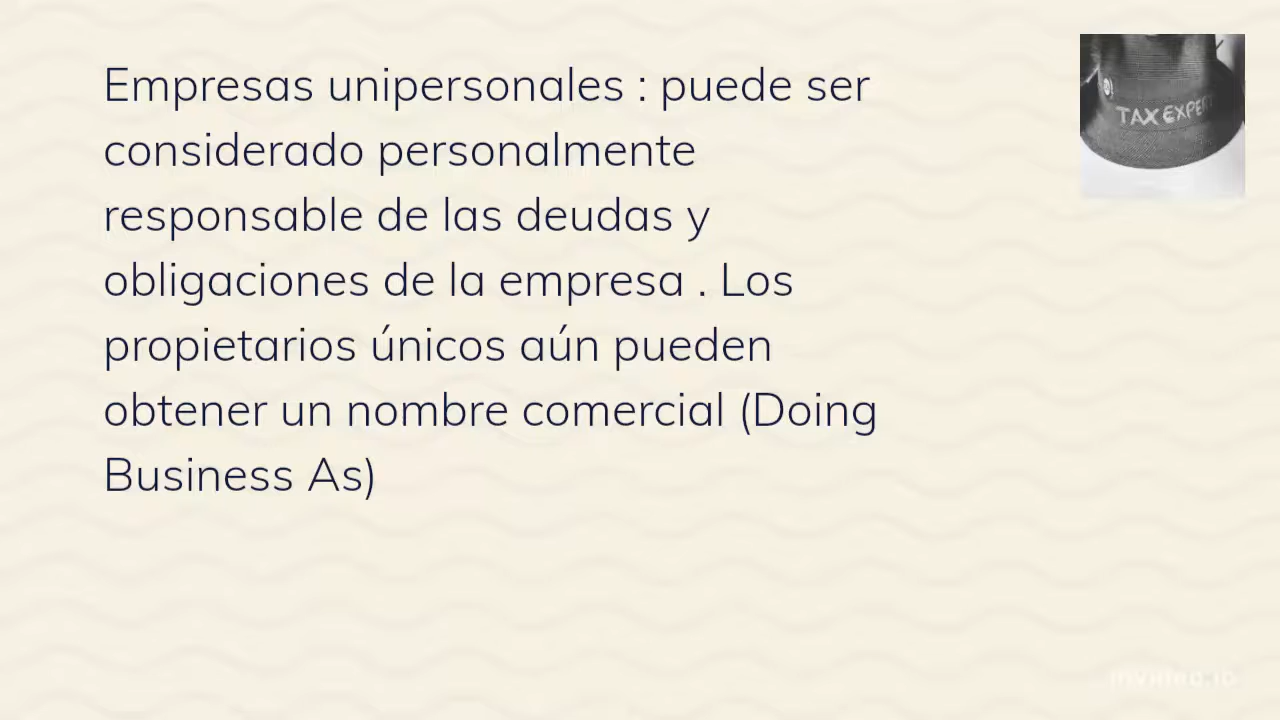 Empresas unipersonales : puede ser
considerado personalmente
responsable de las deudas y
obligaciones de la empresa . Los
propietarios únicos aún pueden
obtener un nombre comercial (Doing
Business As)
TAX EXPERT